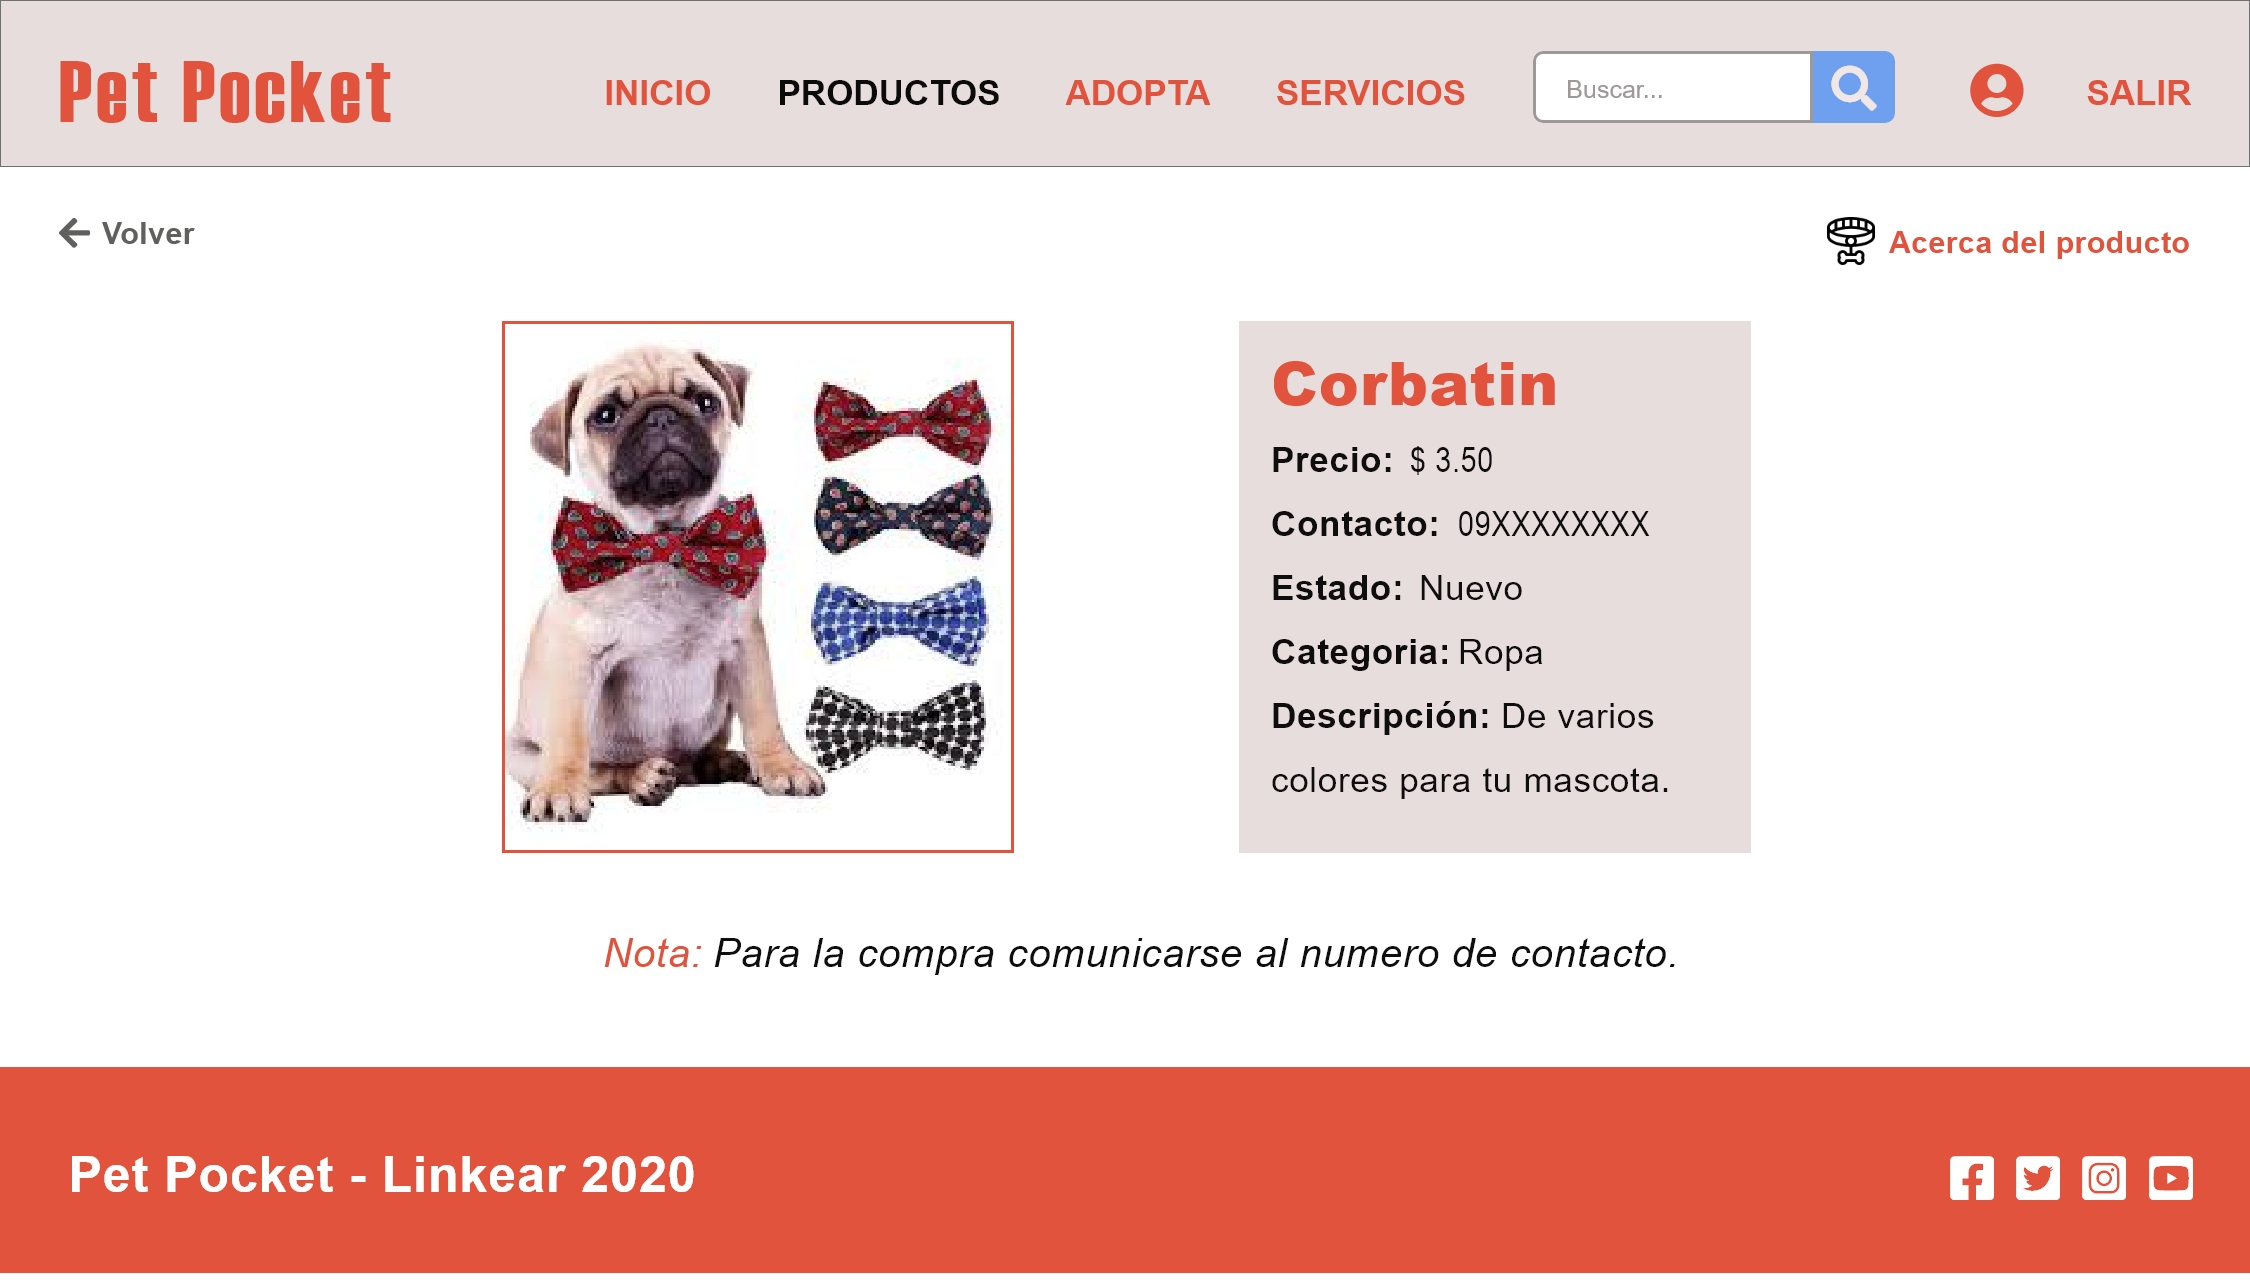 Pet Pocket
INICIO PRODUCTOS ADOPTA SERVICIOS Buscar... SALIR
Volver
Acerca del producto
Corbatin
Precio: $ 3.50
Contacto: 09XXXXXXXX
Estado: Nuevo
Categoria: Ropa
Descripción: De varios
colores para tu mascota.
Nota: Para la compra comunicarse al numero de contacto.
Pet Pocket - Linkear 2020